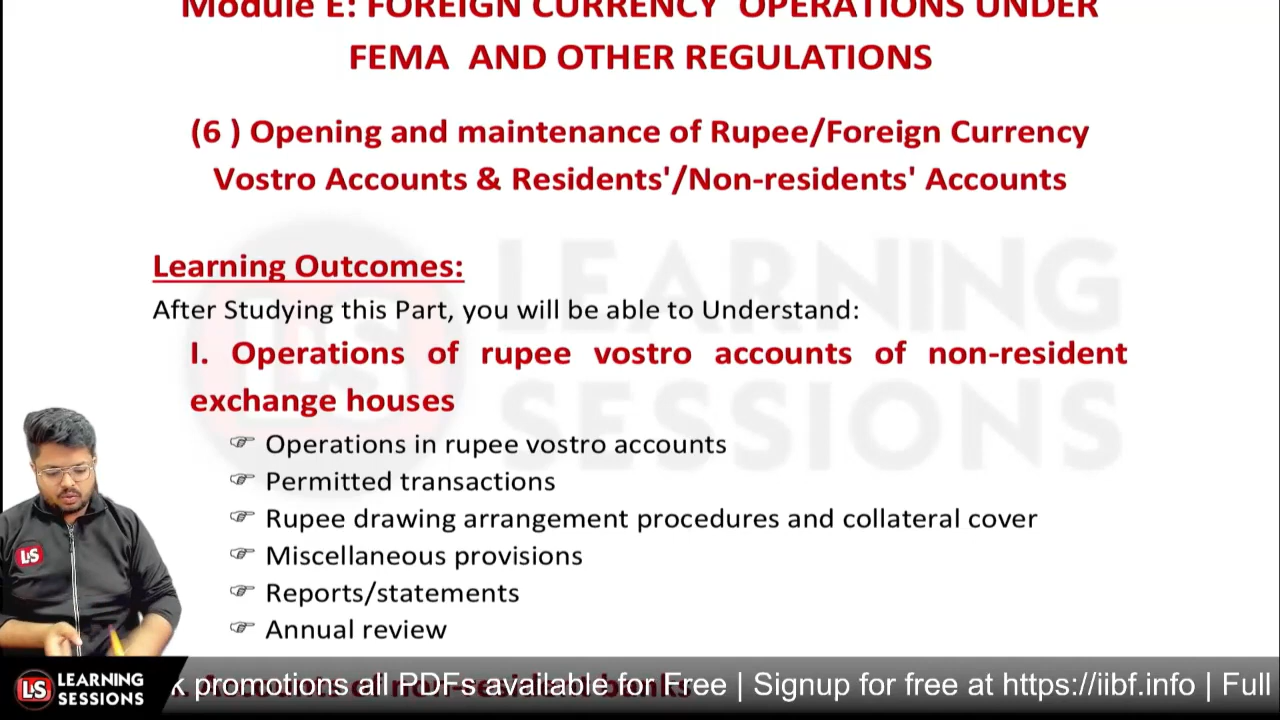 Module E: FOREIGN CURRENCY OPERATIONS UNDER
FEMA AND OTHER REGULATIONS
(6 ) Opening and maintenance of Rupee/Foreign Currency
Vostro Accounts & Residents'/Non-residents' Accounts
Learning Outcomes:
After Studying this Part, you will be able to Understand:
I. Operations of rupee vostro accounts of non-resident
exchange houses
Operations in rupee vostro accounts
Permitted transactions
Rupee drawing arrangement procedures and collateral cover
Miscellaneous provisions
Reports/statements
Annual review
LEARNING
SESSIONS
LS
LS
LEARNING
SESSIONS
k promotions all PDFs available for Free | Signup for free at https://iibf.info | Full